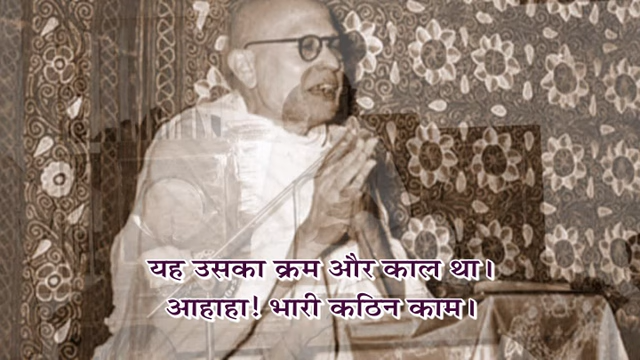 यह उसका क्रम और काल था।
आहाहा! भारी कठिन काम।